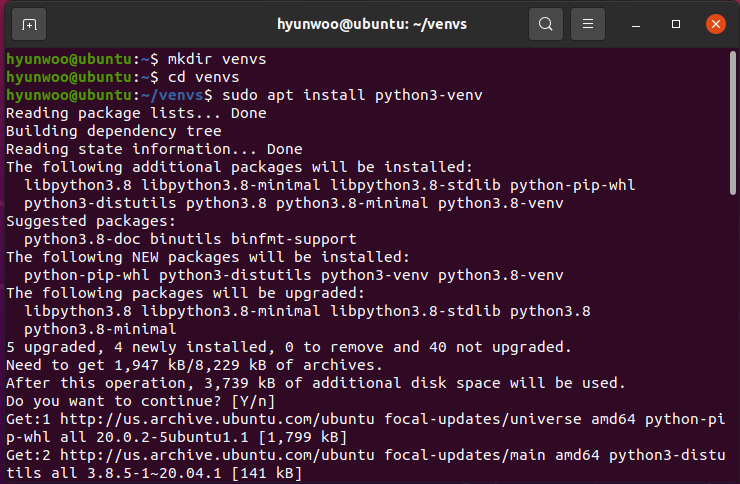 hyunwoo@ubuntu: ~/venvs
hyunwoo@ubuntu:~$ mkdir venvs
hyunwoo@ubuntu:~$ cd venvs
hyunwoo@ubuntu:~/venvs$ sudo apt install python3-venv
Reading package lists... Done
Building dependency tree
Reading state information... Done
The following additional packages will be installed:
  libpython3.8 libpython3.8-minimal libpython3.8-stdlib python-pip-whl
  python3-distutils python3.8 python3.8-minimal python3.8-venv
Suggested packages:
  python3.8-doc binutils binfmt-support
The following NEW packages will be installed:
  python-pip-whl python3-distutils python3-venv python3.8-venv
The following packages will be upgraded:
  libpython3.8 libpython3.8-minimal libpython3.8-stdlib python3.8
  python3.8-minimal
5 upgraded, 4 newly installed, 0 to remove and 40 not upgraded.
Need to get 1,947 kB/8,229 kB of archives.
After this operation, 3,739 kB of additional disk space will be used.
Do you want to continue? [Y/n]
Get:1 http://us.archive.ubuntu.com/ubuntu focal-updates/universe amd64 python-pi
p-whl all 20.0.2-5ubuntu1.1 [1,799 kB]
Get:2 http://us.archive.ubuntu.com/ubuntu focal-updates/main amd64 python3-distu
tils all 3.8.5-1~20.04.1 [141 kB]